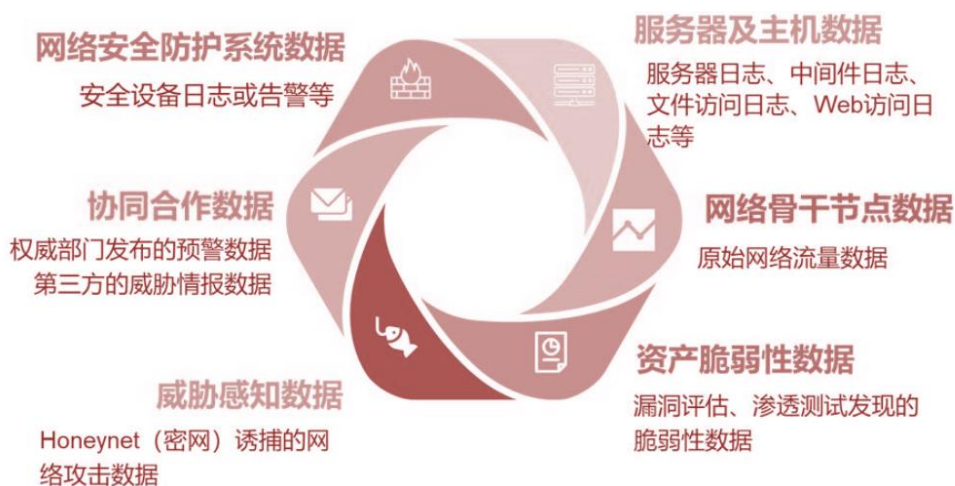 网络安全防护系统数据
安全设备日志或告警等
服务器及主机数据
服务器日志、中间件日志、
文件访问日志、Web访问日
志等
协同合作数据
权威部门发布的预警数据
第三方的威胁情报数据
网络骨干节点数据
原始网络流量数据
威胁感知数据
Honeynet（密网）诱捕的网
络攻击数据
资产脆弱性数据
漏洞评估、渗透测试发现的
脆弱性数据